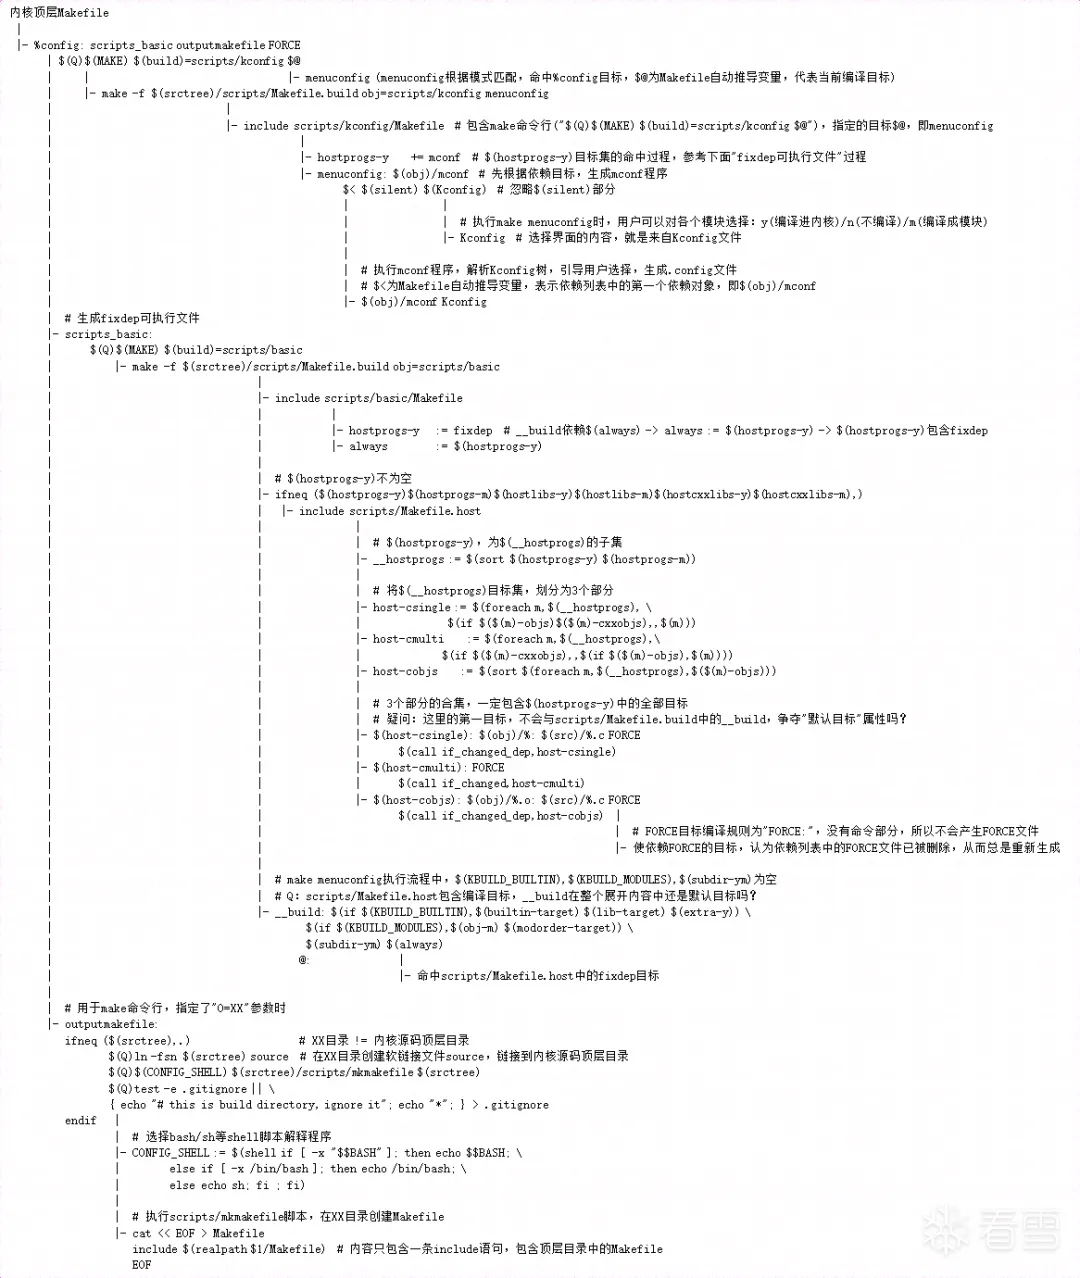 内核顶层Makefile
|- %config: scripts_basic outputmakefile FORCE
$(Q)$(MAKE) $(build)=scripts/kconfig $@
|- menuconfig (menuconfig根据模式匹配，命中%config目标，$@为Makefile自动推导变量，代表当前编译目标)
|- make -f $(srctree)/scripts/Makefile.build obj=scripts/kconfig menuconfig
|- include scripts/kconfig/Makefile # 包含make命令行("$(Q)$(MAKE) $(build)=scripts/kconfig $@")，指定的目标$@，即menuconfig
|- hostprogs-y += mconf # $(hostprogs-y)目标集的命中过程，参考下面"fixdep可执行文件"过程
|- menuconfig: $(obj)/mconf # 先根据依赖目标，生成mconf程序
$< $(silent) $(Kconfig) # 忽略$(silent)部分
# 执行make menuconfig时，用户可以对各个模块选择：y(编译进内核)/n(不编译)/m(编译成模块)
|- Kconfig # 选择界面的内容，就是来自Kconfig文件
# 执行mconf程序，解析Kconfig树，引导用户选择，生成.config文件
# $<为Makefile自动推导变量，表示依赖列表中的第一个依赖对象，即$(obj)/mconf
|- $(obj)/mconf Kconfig
# 生成fixdep可执行文件
|- scripts_basic:
$(Q)$(MAKE) $(build)=scripts/basic
|- make -f $(srctree)/scripts/Makefile.build obj=scripts/basic
|- include scripts/basic/Makefile
|- hostprogs-y := fixdep # __build依赖$(always) -> always := $(hostprogs-y) -> $(hostprogs-y)包含fixdep
|- always := $(hostprogs-y)
# $(hostprogs-y)不为空
|- ifneq ($(hostprogs-y)$(hostprogs-m)$(hostlibs-y)$(hostlibs-m)$(hostcxxlibs-y)$(hostcxxlibs-m),)
|- include scripts/Makefile.host
# $(hostprogs-y)，为$(__hostprogs)的子集
|- __hostprogs := $(sort $(hostprogs-y) $(hostprogs-m))
# 将$(__hostprogs)目标集，划分为3个部分
|- host-csingle := $(foreach m,$(__hostprogs), \
$(if $($(m)-objs)$($(m)-cxxobjs),,$(m)))
|- host-cmulti := $(foreach m,$(__hostprogs),\
$(if $($(m)-cxxobjs),,$(if $($(m)-objs),$(m))))
|- host-cobjs := $(sort $(foreach m,$(__hostprogs),$($(m)-objs)))
# 3个部分的合集，一定包含$(hostprogs-y)中的全部目标
# 疑问：这里的第一目标，不会与scripts/Makefile.build中的__build，争夺"默认目标"属性吗？
|- $(host-csingle): $(obj)/%: $(src)/%.c FORCE
$(call if_changed_dep,host-csingle)
|- $(host-cmulti): FORCE
$(call if_changed,host-cmulti)
|- $(host-cobjs): $(obj)/%.o: $(src)/%.c FORCE
$(call if_changed_dep,host-cobjs)
# FORCE目标编译规则为"FORCE:"，没有命令部分，所以不会产生FORCE文件
|- 使依赖FORCE的目标，认为依赖列表中的FORCE文件已被删除，从而总是重新生成
# make menuconfig执行流程中，$(KBUILD_BUILTIN),$(KBUILD_MODULES),$(subdir-ym)为空
# Q：scripts/Makefile.host包含编译目标，__build在整个展开内容中还是默认目标吗？
|- __build: $(if $(KBUILD_BUILTIN),$(builtin-target) $(lib-target) $(extra-y)) \
$(if $(KBUILD_MODULES),$(obj-m) $(modorder-target)) \
$(subdir-ym) $(always)
@:
|- 命中scripts/Makefile.host中的fixdep目标
# 用于make命令行，指定了"O=XX"参数时
|- outputmakefile:
ifneq ($(srctree),.) # XX目录 != 内核源码顶层目录
$(Q)ln -fsn $(srctree) source # 在XX目录创建软链接文件source，链接到内核源码顶层目录
$(Q)$(CONFIG_SHELL) $(srctree)/scripts/mkmakefile $(srctree)
$(Q)test -e .gitignore || \
{ echo "# this is build directory, ignore it"; echo "*"; } > .gitignore
endif
# 选择bash/sh等shell脚本解释程序
|- CONFIG_SHELL := $(shell if [ -x "$$BASH" ]; then echo $$BASH; \
else if [ -x /bin/bash ]; then echo /bin/bash; \
else echo sh; fi ; fi)
# 执行scripts/mkmakefile脚本，在XX目录创建Makefile
|- cat << EOF > Makefile
include $(realpath $1/Makefile) # 内容只包含一条include语句，包含顶层目录中的Makefile
EOF
看雪